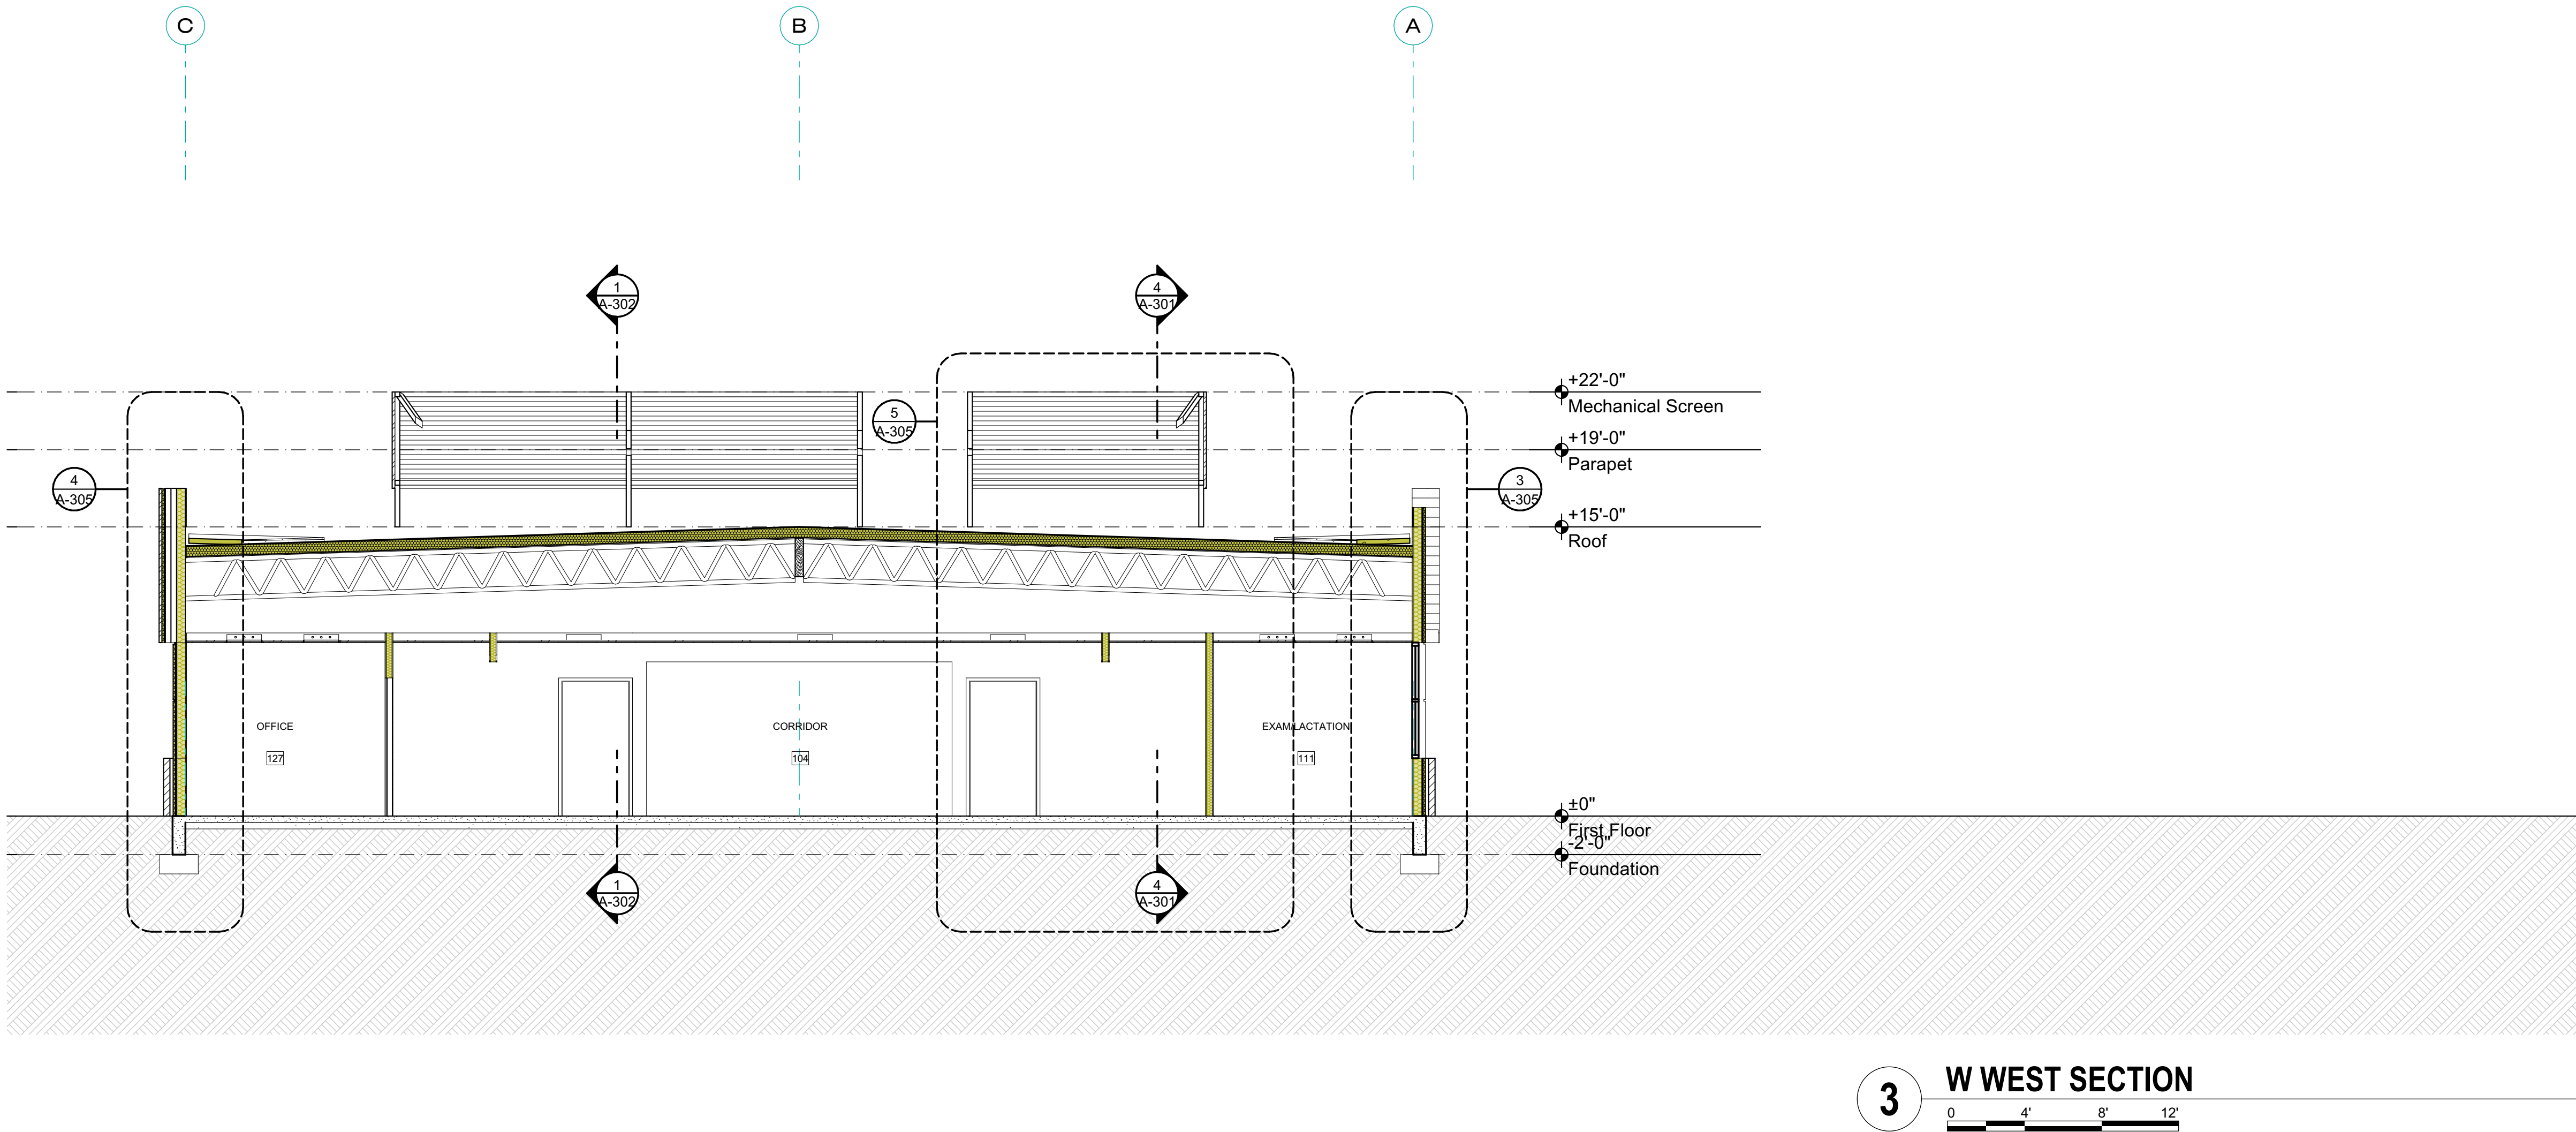 C
B
A
1
A-302
4
A-301
+22'-0"
Mechanical Screen
5
A-305
+19'-0"
Parapet
4
A-305
3
A-305
+15'-0"
Roof
OFFICE
127
CORRIDOR
104
EXAM/LACTATION
111
±0"
First Floor
-2'-0"
Foundation
1
A-302
4
A-301
3
W WEST SECTION
0 4' 8' 12'